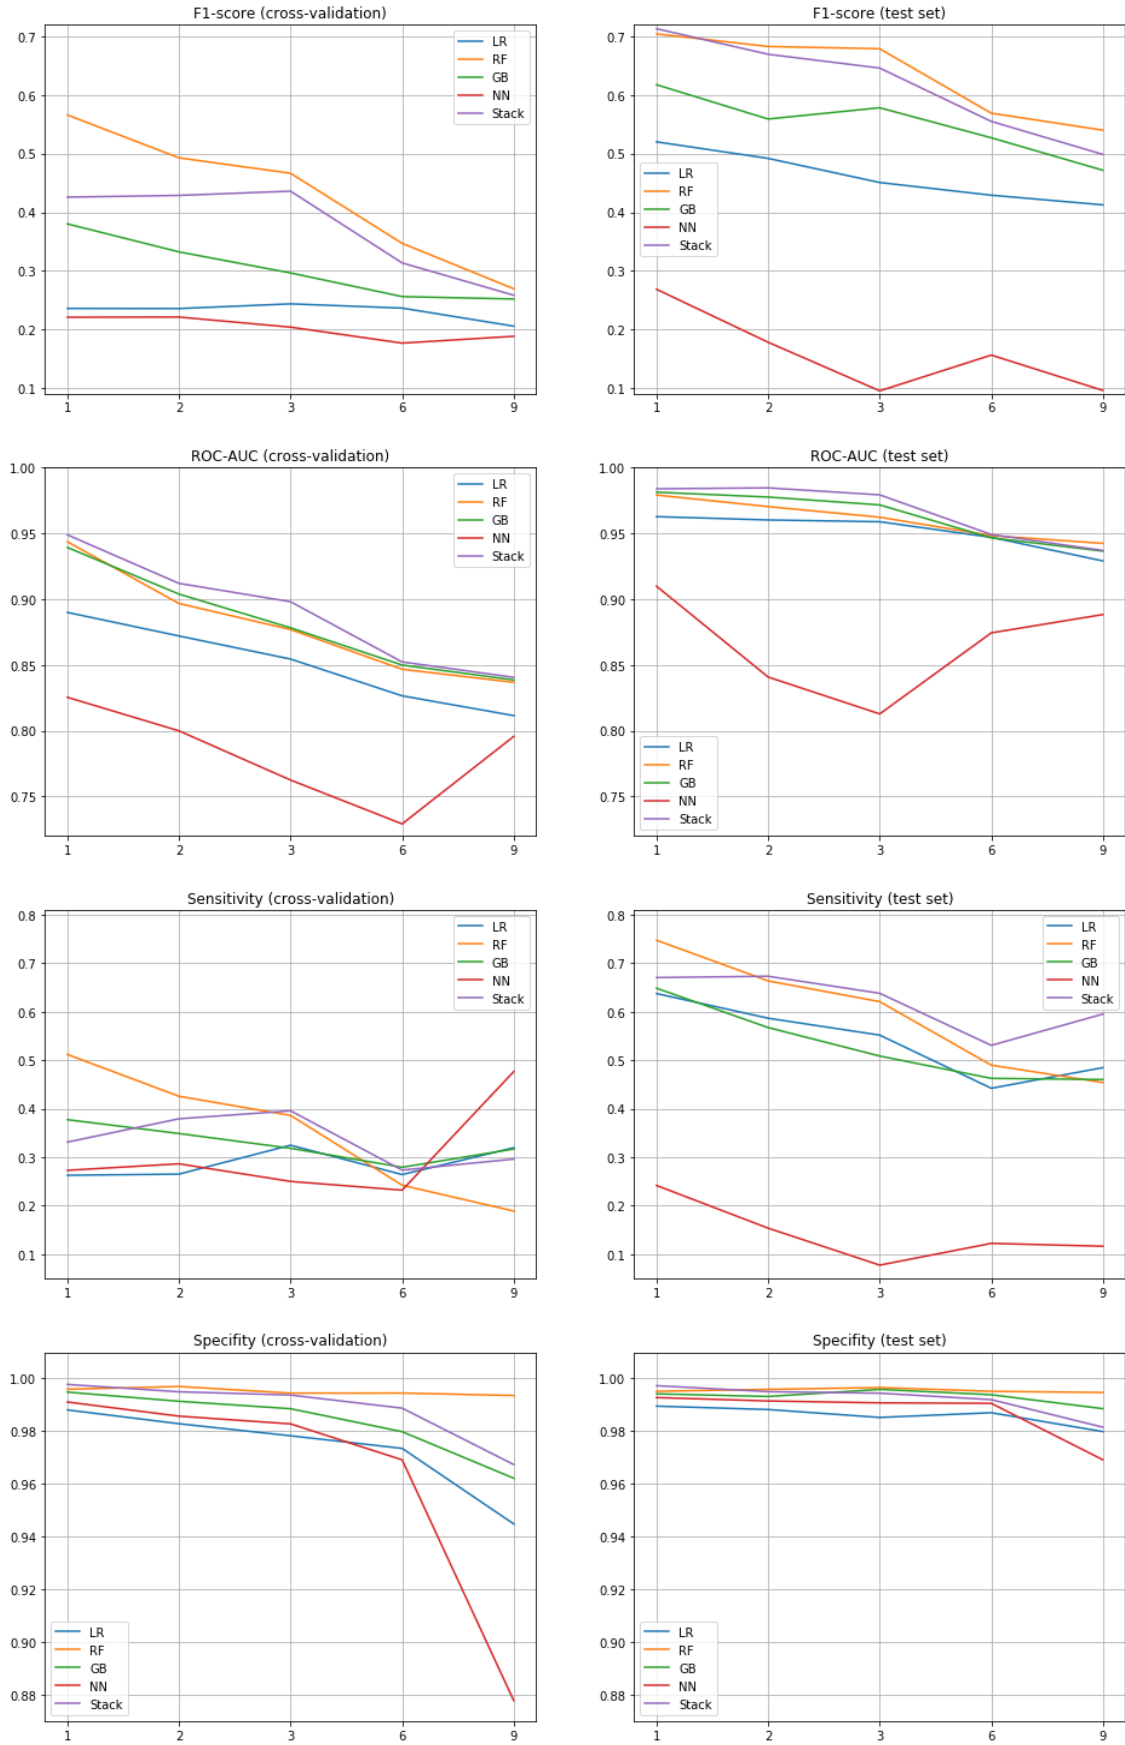 F1-score (cross-validation)
0.7
0.6
0.5
0.4
0.3
0.2
0.1
1 2 3 6 9
LR
RF
GB
NN
Stack
F1-score (test set)
0.7
0.6
0.5
0.4
0.3
0.2
0.1
1 2 3 6 9
LR
RF
GB
NN
Stack
ROC-AUC (cross-validation)
1.00
0.95
0.90
0.85
0.80
0.75
1 2 3 6 9
LR
RF
GB
NN
Stack
ROC-AUC (test set)
1.00
0.95
0.90
0.85
0.80
0.75
1 2 3 6 9
LR
RF
GB
NN
Stack
Sensitivity (cross-validation)
0.8
0.7
0.6
0.5
0.4
0.3
0.2
0.1
1 2 3 6 9
LR
RF
GB
NN
Stack
Sensitivity (test set)
0.8
0.7
0.6
0.5
0.4
0.3
0.2
0.1
1 2 3 6 9
LR
RF
GB
NN
Stack
Specifity (cross-validation)
1.00
0.98
0.96
0.94
0.92
0.90
0.88
1 2 3 6 9
LR
RF
GB
NN
Stack
Specifity (test set)
1.00
0.98
0.96
0.94
0.92
0.90
0.88
1 2 3 6 9
LR
RF
GB
NN
Stack